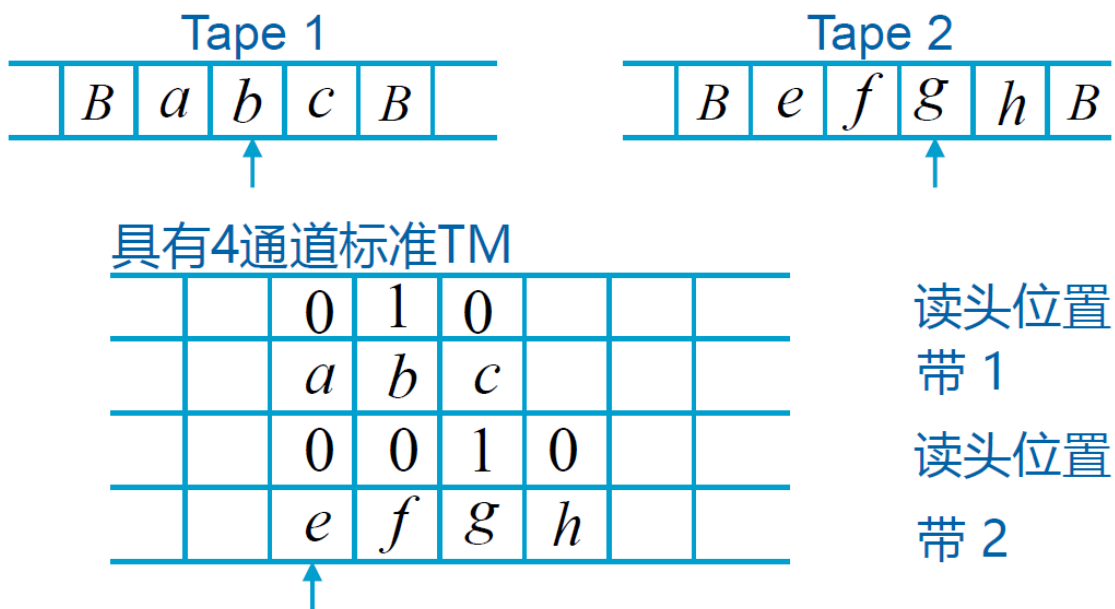 Tape 1
Tape 2
B a b c B
B e f g h B
具有4通道标准TM
0 1 0
读头位置
a b c
带 1
0 0 1 0
读头位置
e f g h
带 2